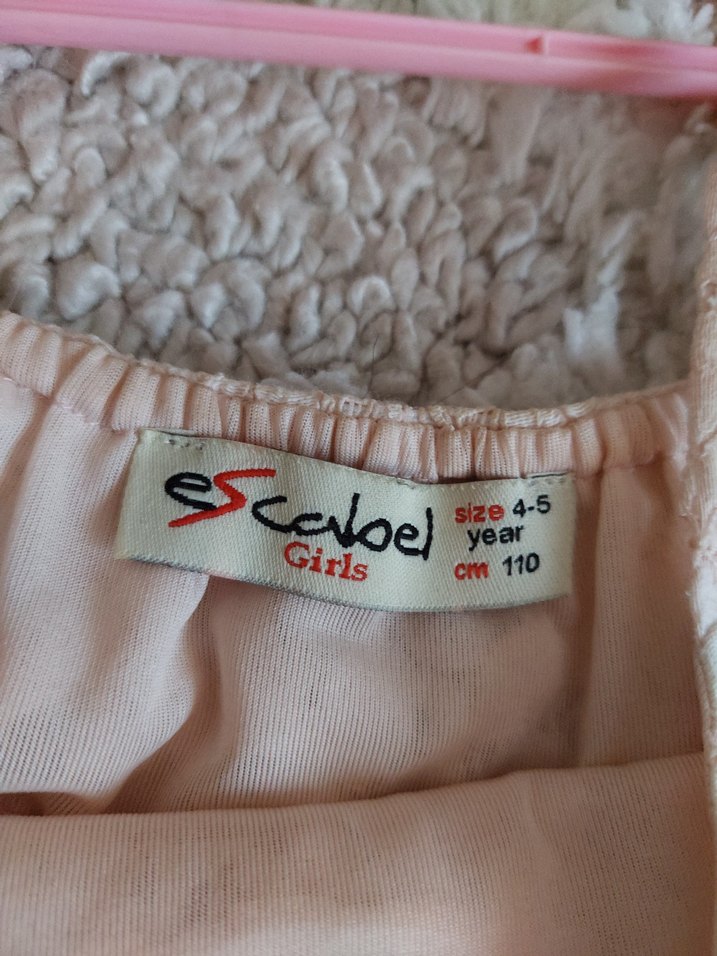 escabel
Girls
size 4-5
year
cm 110